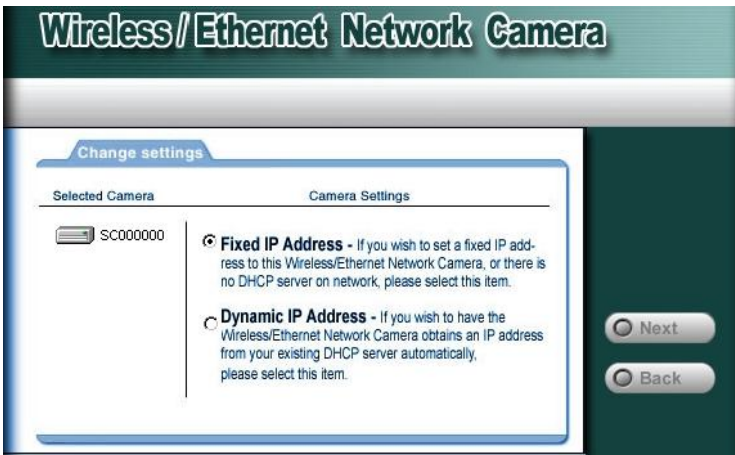 Wireless/Ethernet Network Camera
Change settings
Selected Camera
Camera Settings
SC000000
Fixed IP Address - If you wish to set a fixed IP add-
ress to this Wireless/Ethernet Network Camera, or there is
no DHCP server on network, please select this item.
Dynamic IP Address - If you wish to have the
Wireless/Ethernet Network Camera obtains an IP address
from your existing DHCP server automatically,
please select this item.
Next
Back